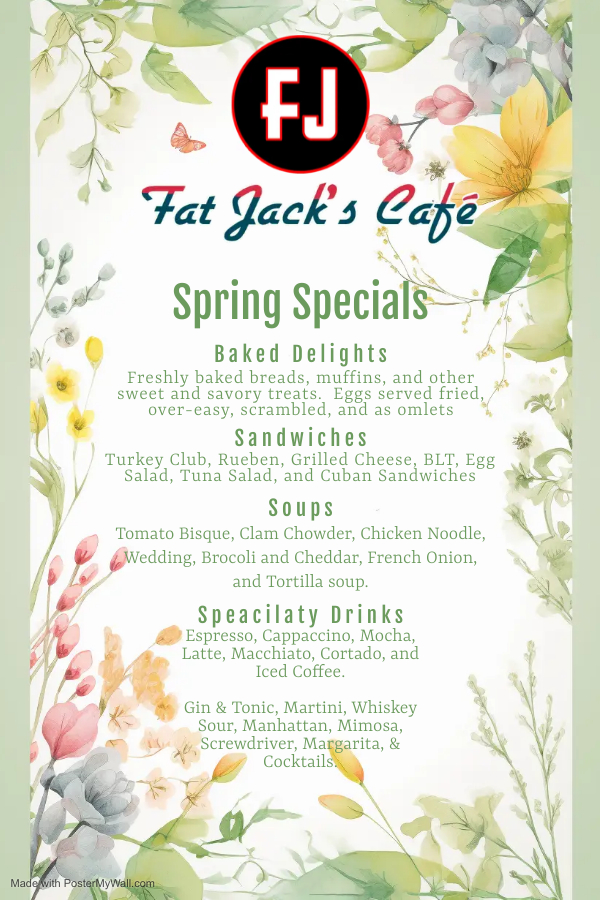 FJ
Fat Jack's Café
Spring Specials
Baked Delights
Freshly baked breads, muffins, and other
sweet and savory treats. Eggs served fried,
over-easy, scrambled, and as omlets
Sandwiches
Turkey Club, Rueben, Grilled Cheese, BLT, Egg
Salad, Tuna Salad, and Cuban Sandwiches
Soups
Tomato Bisque, Clam Chowder, Chicken Noodle,
Wedding, Brocoli and Cheddar, French Onion,
and Tortilla soup.
Speacilaty Drinks
Espresso, Cappaccino, Mocha,
Latte, Macchiato, Cortado, and
Iced Coffee.
Gin & Tonic, Martini, Whiskey
Sour, Manhattan, Mimosa,
Screwdriver, Margarita, &
Cocktails.
Made with PosterMyWall.com